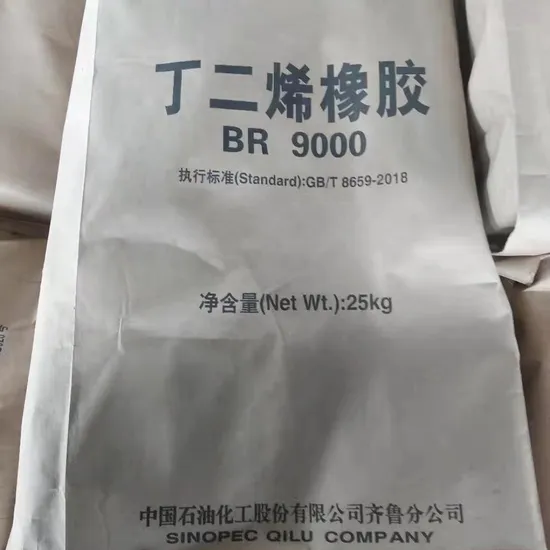 丁二烯橡胶
BR 9000
执行标准(Standard):GB/T 8659-2018
净含量(Net Wt.):25kg
中国石油化工股份有限公司齐鲁分公司
SINOPEC QILU COMPANY